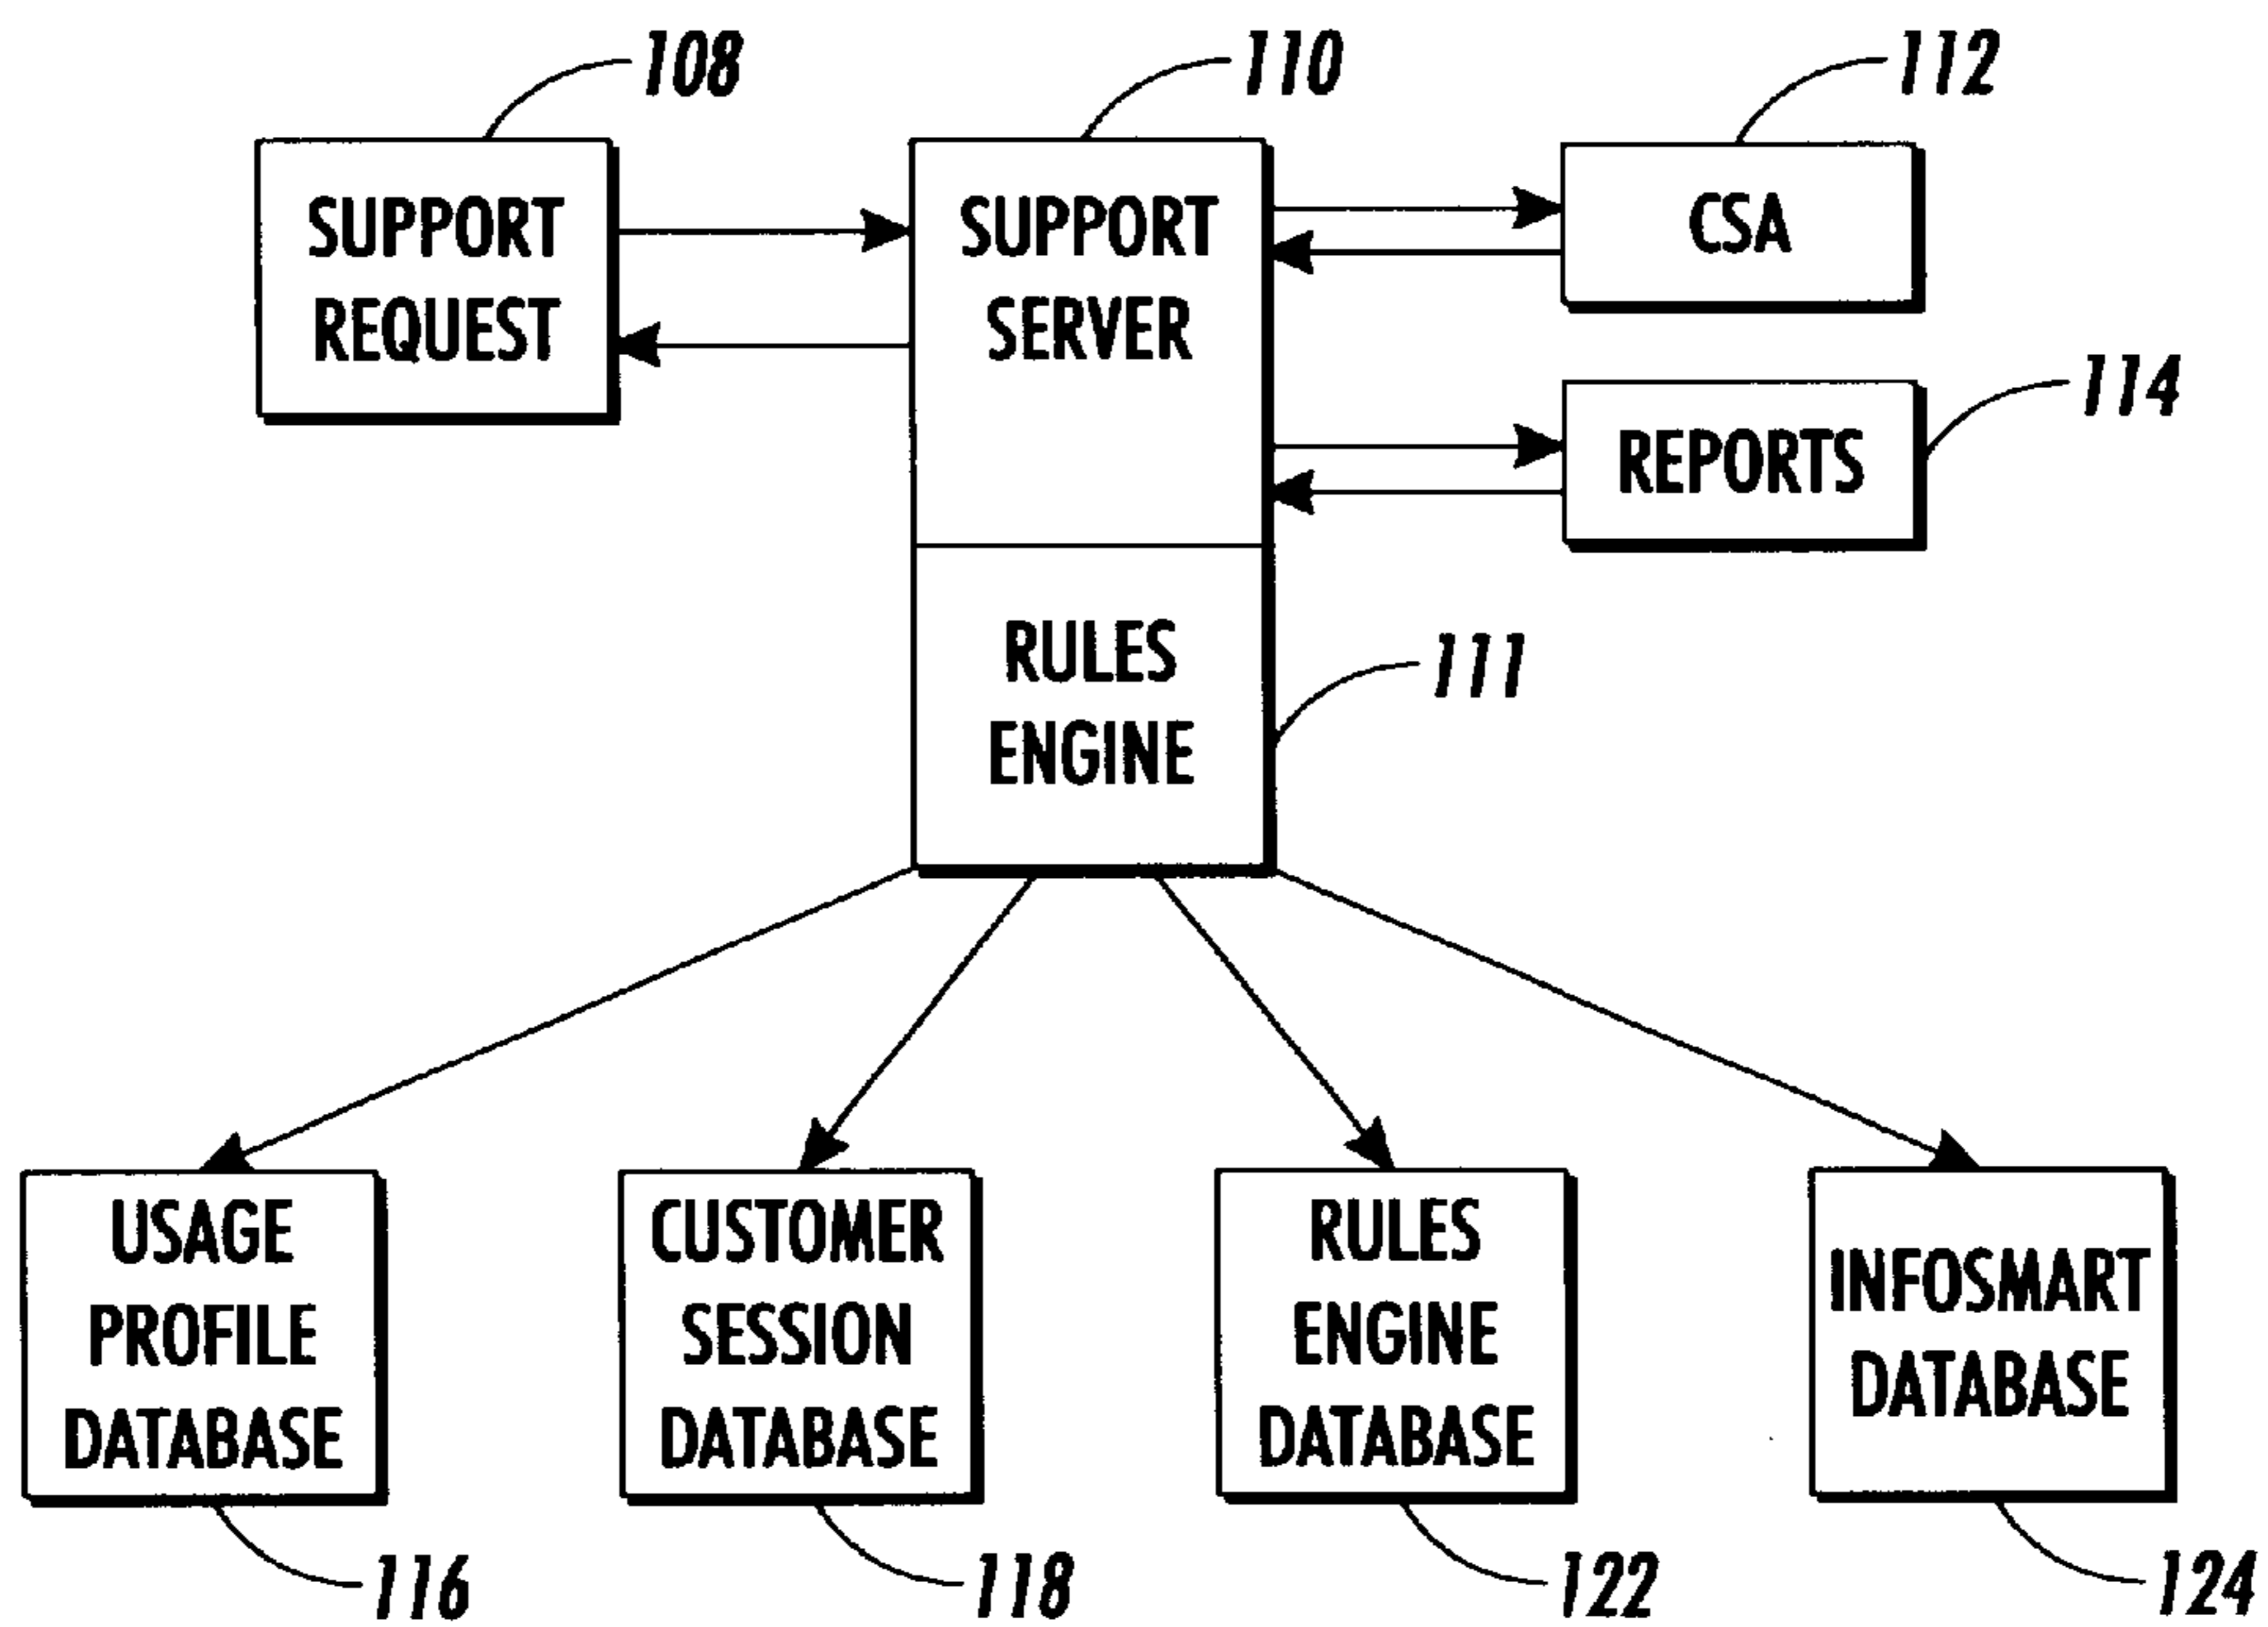 108
110
112
SUPPORT
REQUEST
SUPPORT
SERVER
CSA
114
REPORTS
RULES
ENGINE
111
USAGE
PROFILE
DATABASE
CUSTOMER
SESSION
DATABASE
RULES
ENGINE
DATABASE
INFOSMART
DATABASE
116
118
122
124